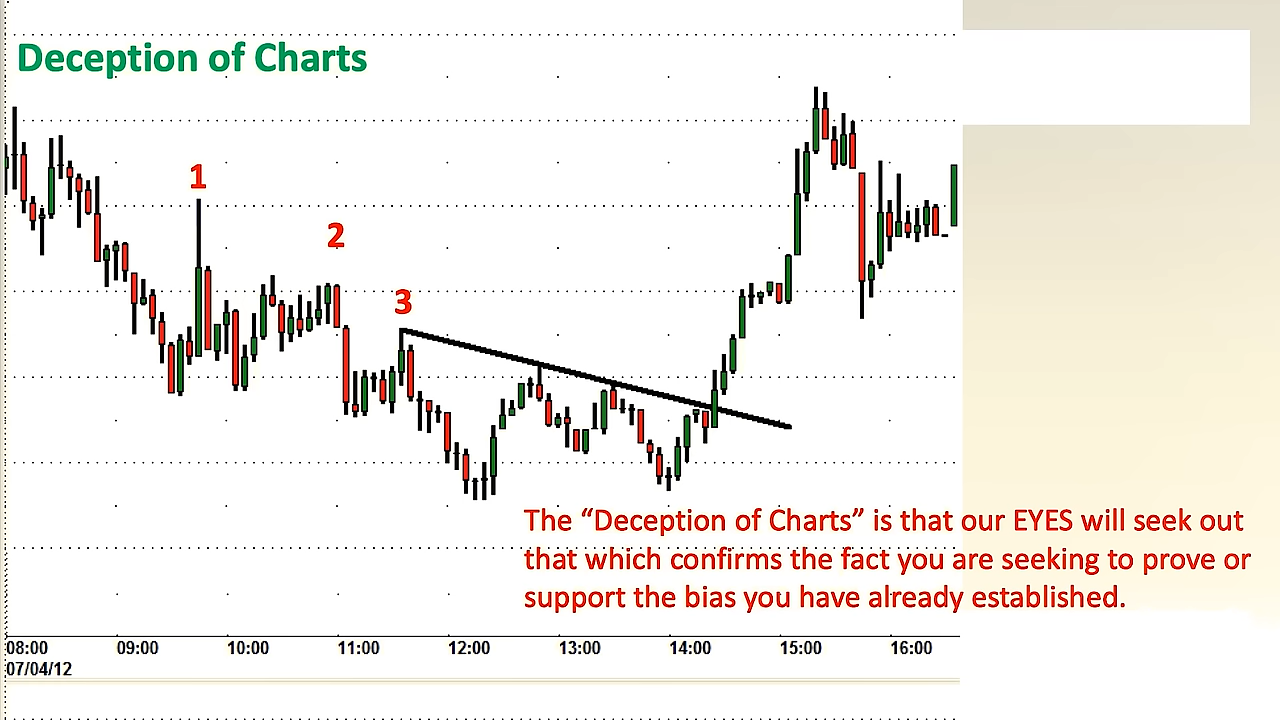 Deception of Charts
1
2
3
The “Deception of Charts” is that our EYES will seek out
that which confirms the fact you are seeking to prove or
support the bias you have already established.
08:00 09:00 10:00 11:00 12:00 13:00 14:00 15:00 16:00
07/04/12